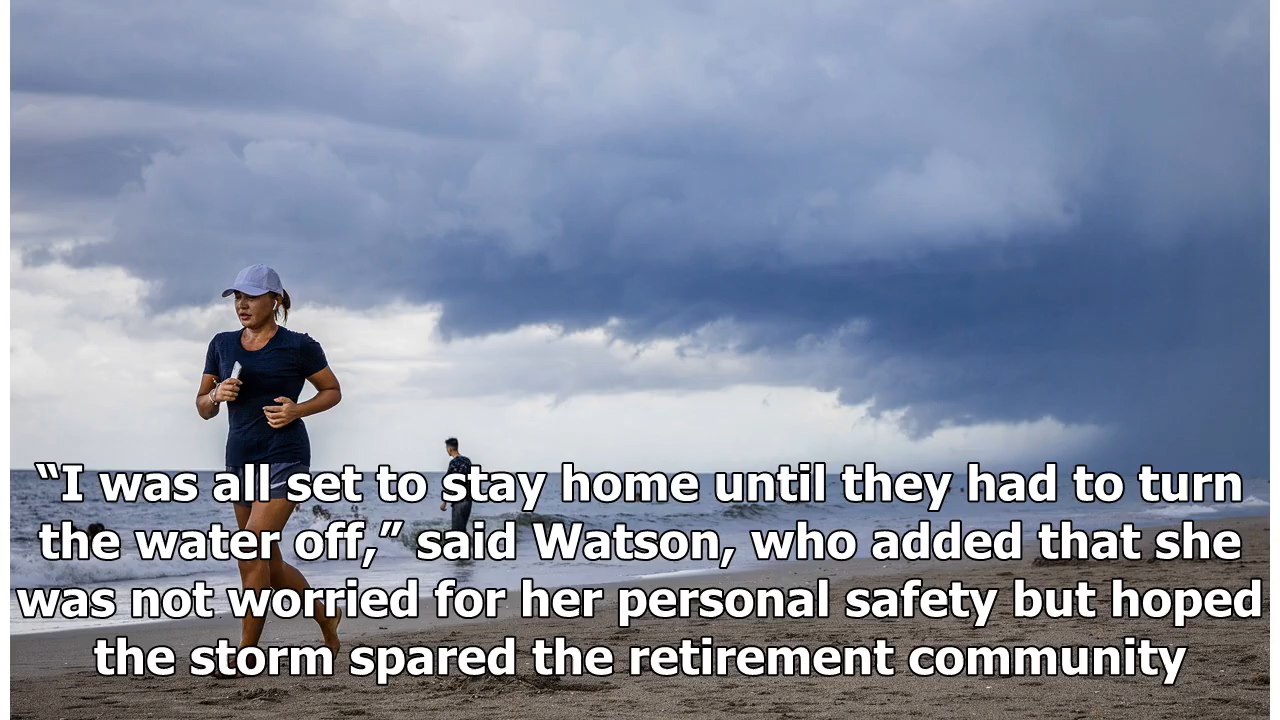 “I was all set to stay home until they had to turn
the water off,” said Watson, who added that she
was not worried for her personal safety but hoped
the storm spared the retirement community